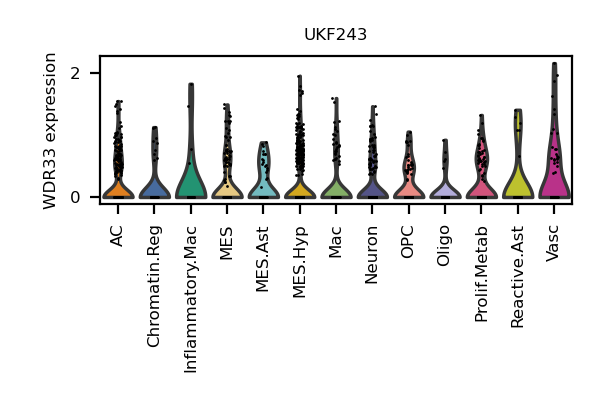 UKF243
WDR33 expression
2
0
AC
Chromatin.Reg
Inflammatory.Mac
MES
MES.Ast
MES.Hyp
Mac
Neuron
OPC
Oligo
Prolif.Metab
Reactive.Ast
Vasc